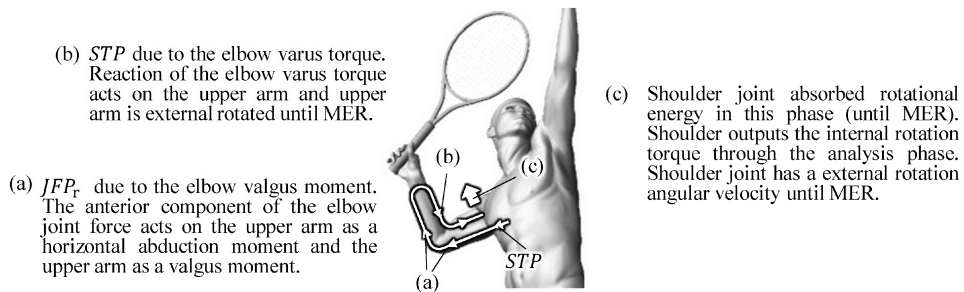 (b) STP due to the elbow varus torque.
Reaction of the elbow varus torque
acts on the upper arm and upper
arm is external rotated until MER.
(a) JFPr due to the elbow valgus moment.
The anterior component of the elbow
joint force acts on the upper arm as a
horizontal abduction moment and the
upper arm as a valgus moment.
(b)
(c)
STP
(a)
(c) Shoulder joint absorbed rotational
energy in this phase (until MER).
Shoulder outputs the internal rotation
torque through the analysis phase.
Shoulder joint has a external rotation
angular velocity until MER.